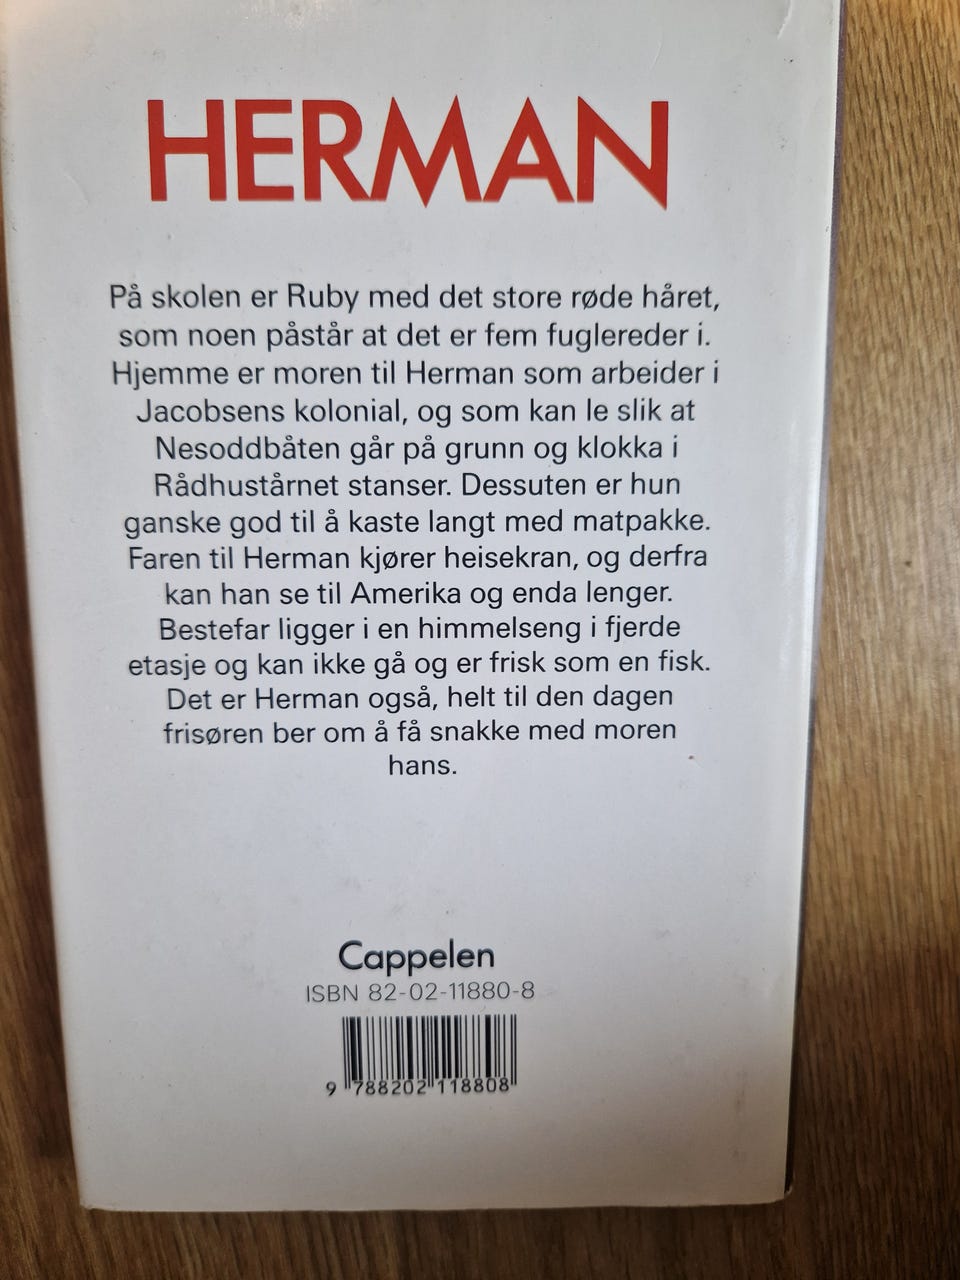 HERMAN
På skolen er Ruby med det store røde håret,
som noen påstår at det er fem fuglereder i.
Hjemme er moren til Herman som arbeider i
Jacobsens kolonial, og som kan le slik at
Nesoddbåten går på grunn og klokka i
Rådhustårnet stanser. Dessuten er hun
ganske god til å kaste langt med matpakke.
Faren til Herman kjører heisekran, og derfra
kan han se til Amerika og enda lenger.
Bestefar ligger i en himmelseng i fjerde
etasje og kan ikke gå og er frisk som en fisk.
Det er Herman også, helt til den dagen
frisøren ber om å få snakke med moren
hans.
Cappelen
ISBN 82-02-11880-8
9 788202 118808